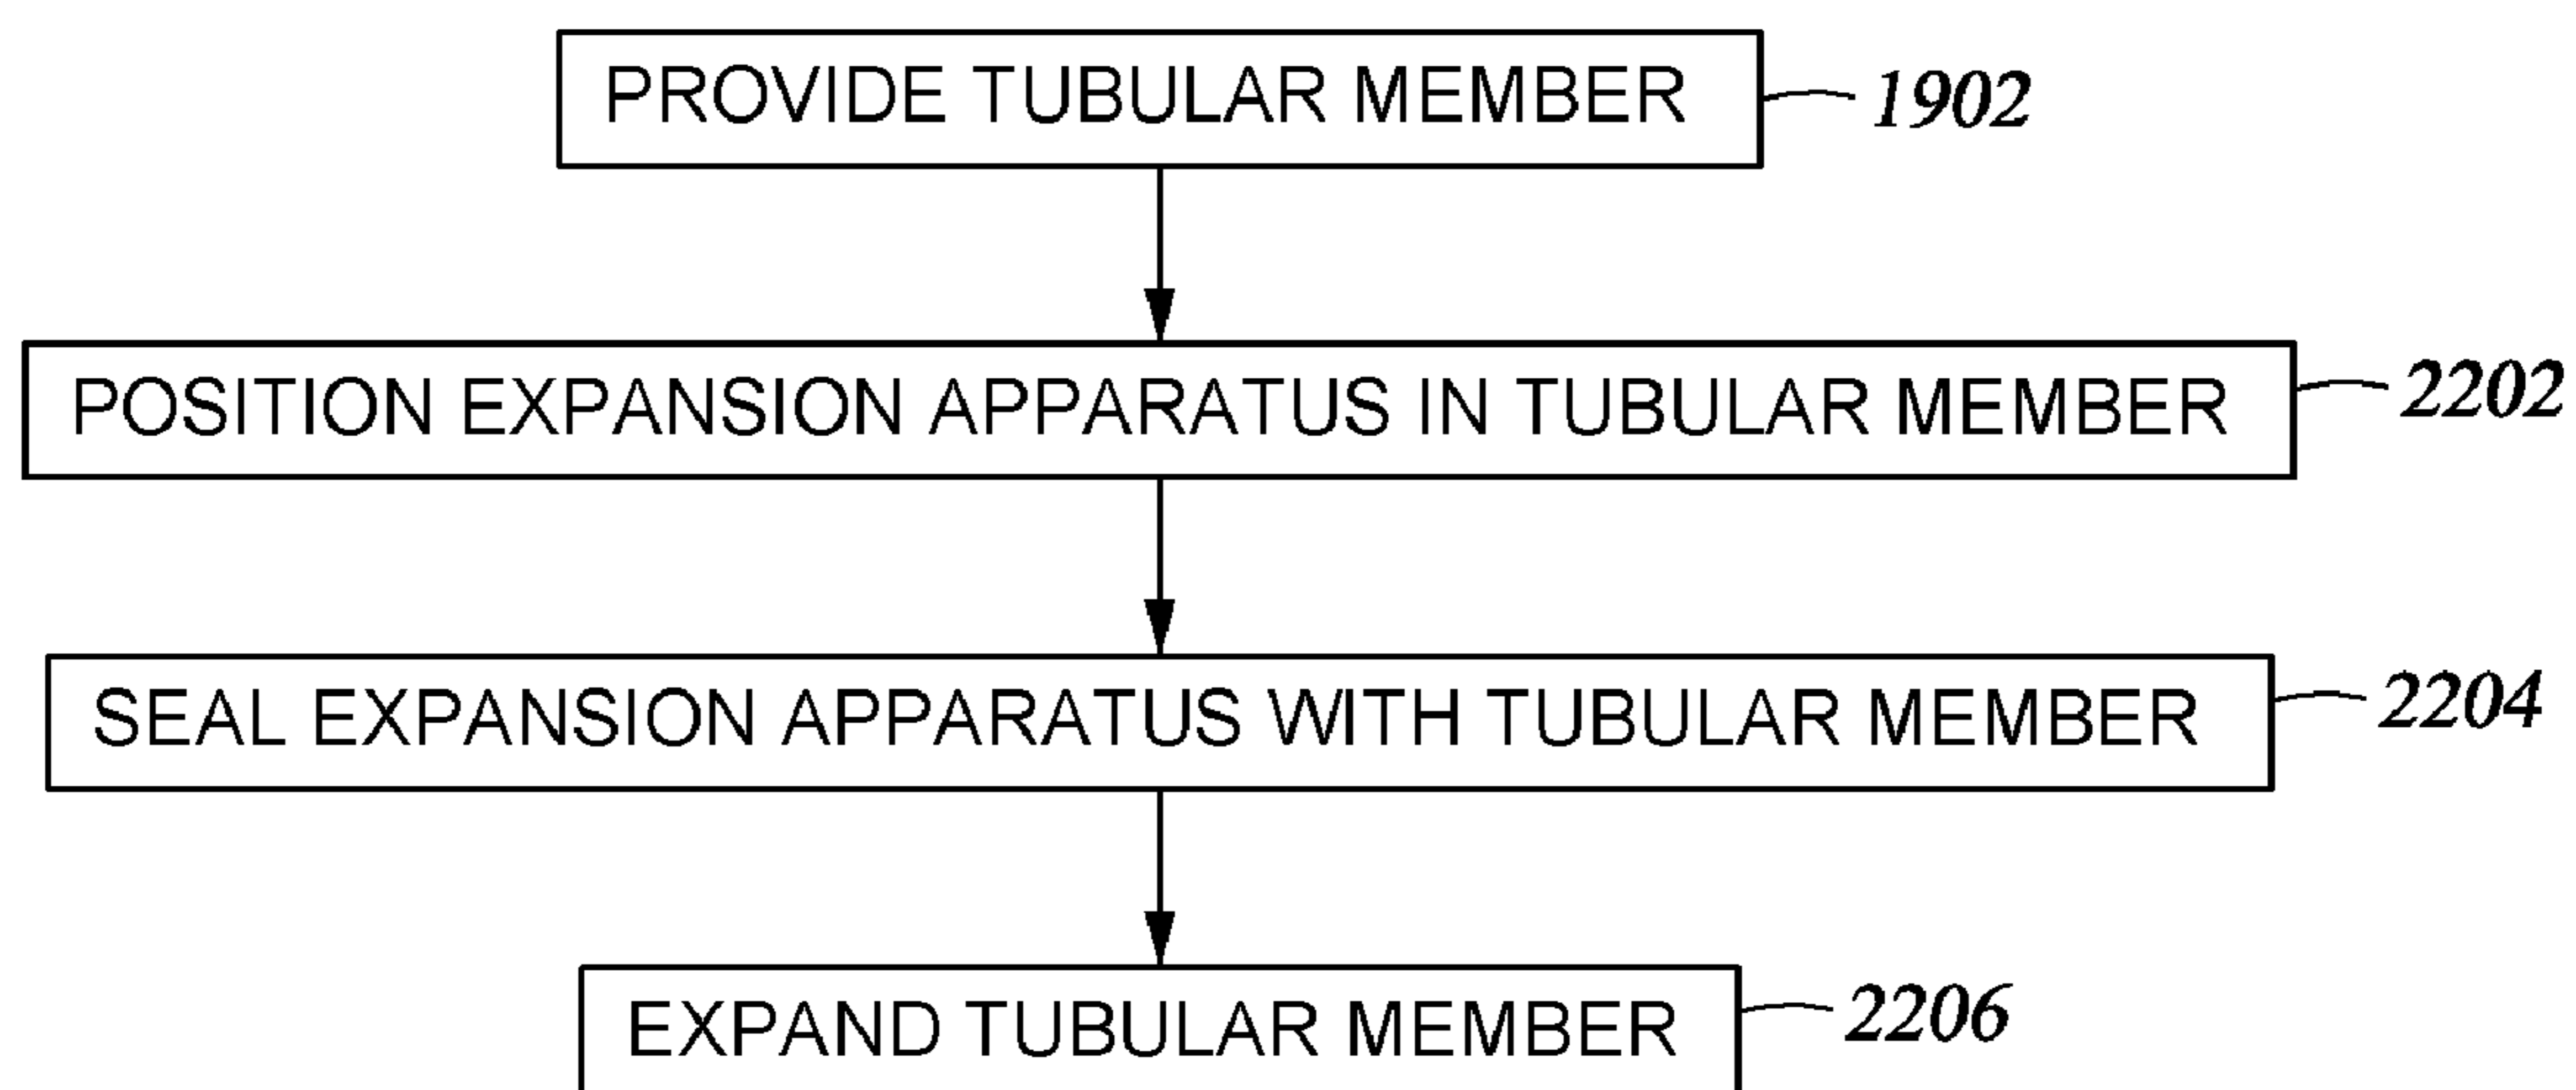 PROVIDE TUBULAR MEMBER 1902
POSITION EXPANSION APPARATUS IN TUBULAR MEMBER 2202
SEAL EXPANSION APPARATUS WITH TUBULAR MEMBER 2204
EXPAND TUBULAR MEMBER 2206